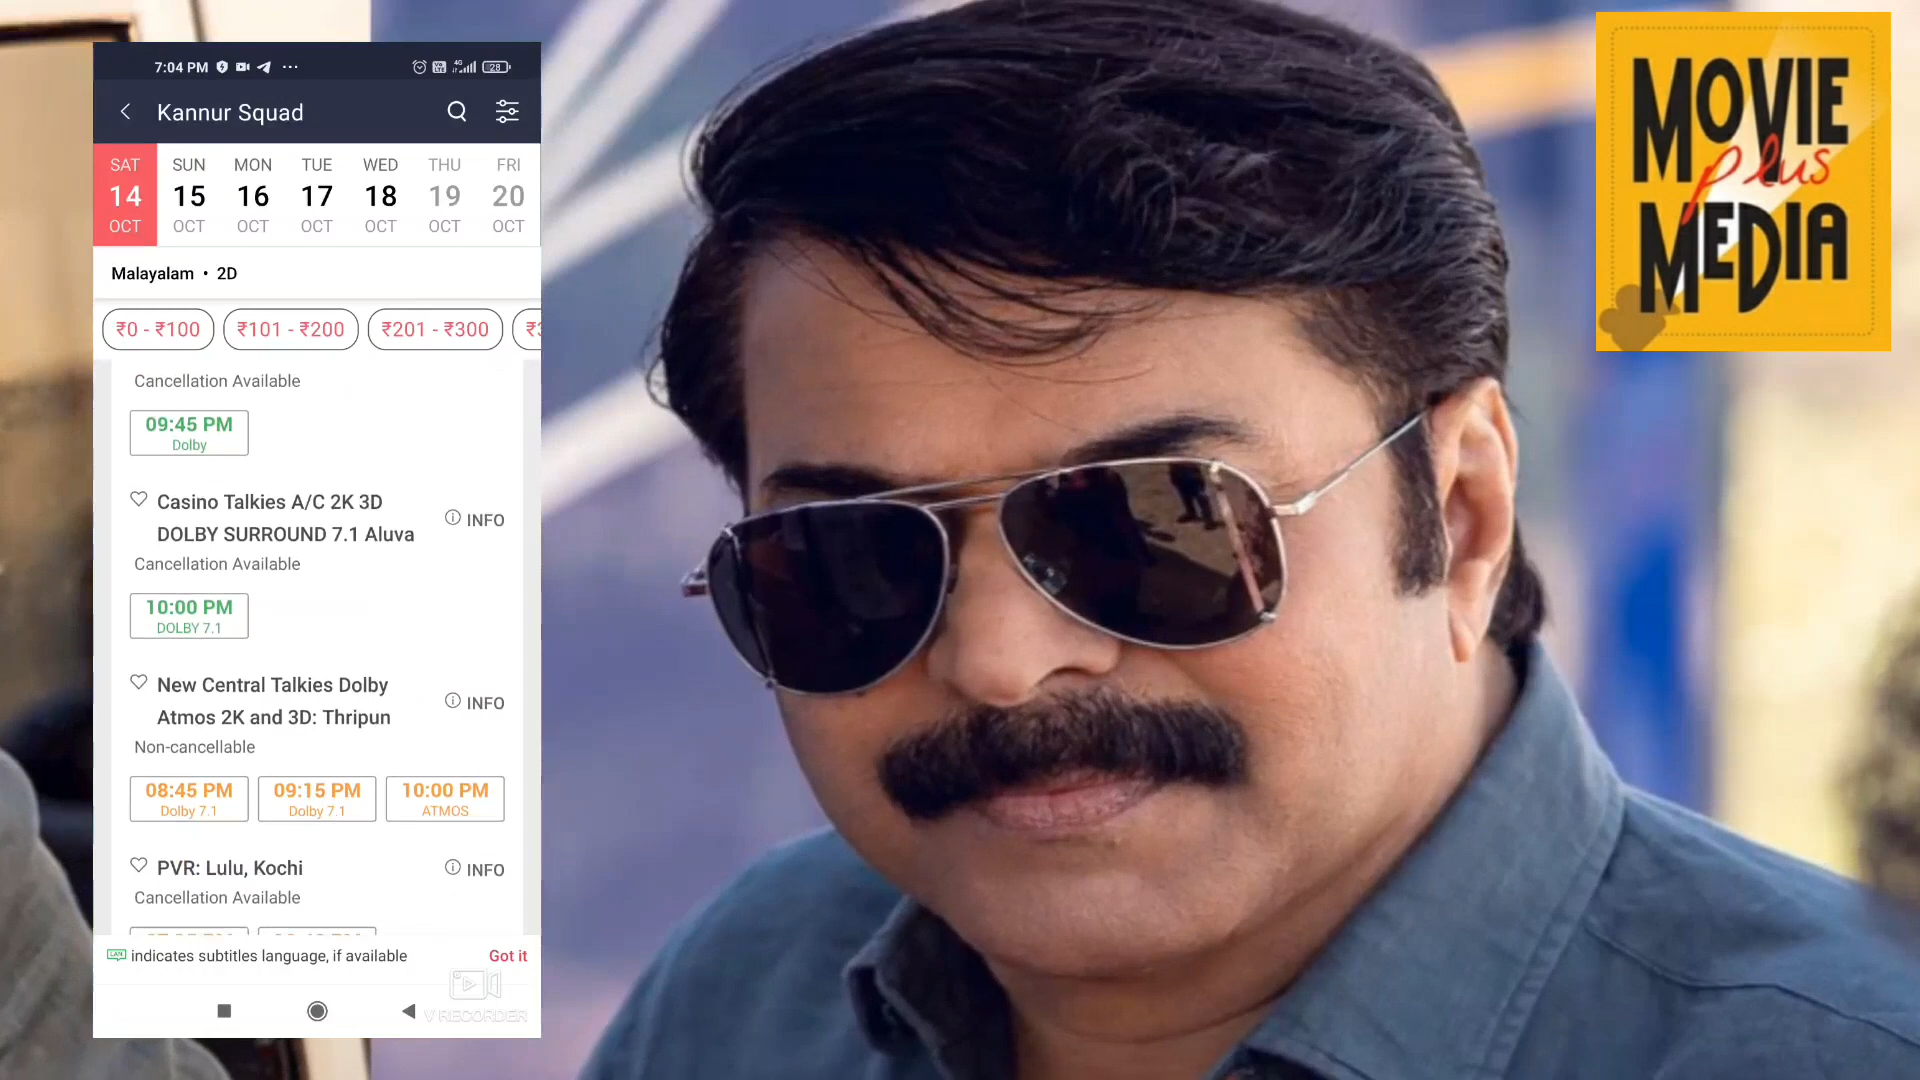 7:04 PM ... 4G 28
Kannur Squad
SAT SUN MON TUE WED THU FRI
14 15 16 17 18 19 20
OCT OCT OCT OCT OCT OCT OCT
Malayalam • 2D
₹0 - ₹100 ₹101 - ₹200 ₹201 - ₹300
Cancellation Available
09:45 PM
Dolby
Casino Talkies A/C 2K 3D
DOLBY SURROUND 7.1 Aluva
INFO
Cancellation Available
10:00 PM
DOLBY 7.1
New Central Talkies Dolby
Atmos 2K and 3D: Thripun
INFO
Non-cancellable
08:45 PM 09:15 PM 10:00 PM
Dolby 7.1 Dolby 7.1 ATMOS
PVR: Lulu, Kochi
INFO
Cancellation Available
LAN indicates subtitles language, if available Got it
V RECORDER
MOVIE
plus
MEDIA